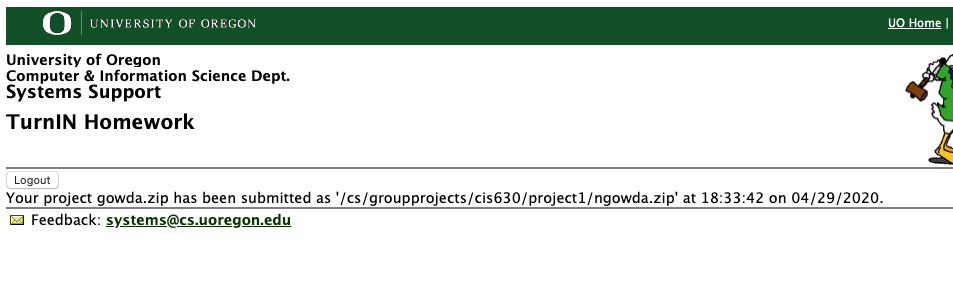 O UNIVERSITY OF OREGON UO Home |
University of Oregon
Computer & Information Science Dept.
Systems Support
TurnIN Homework
Logout
Your project gowda.zip has been submitted as '/cs/groupprojects/cis630/project1/ngowda.zip' at 18:33:42 on 04/29/2020.
Feedback: systems@cs.uoregon.edu